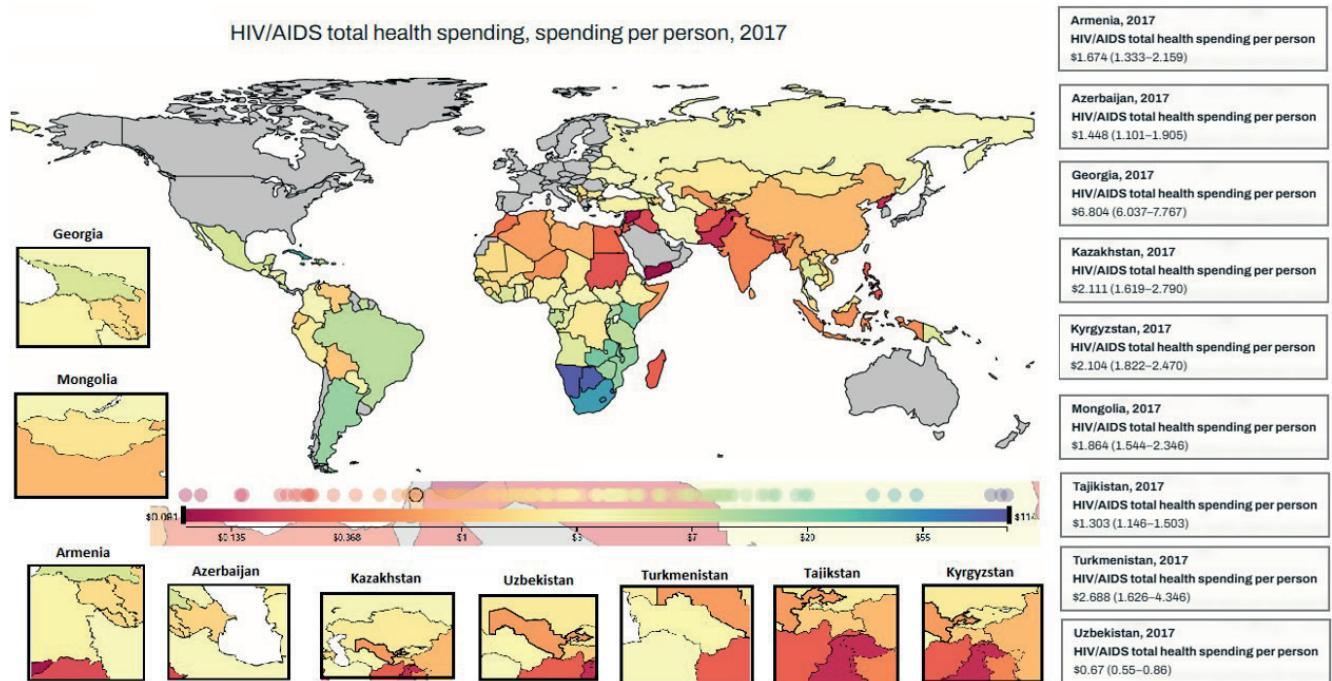 HIV/AIDS total health spending, spending per person, 2017
Georgia
Mongolia
$0.091
$114
$0.135
$0.368
$1
$3
$7
$20
$55
Armenia
Azerbaijan
Kazakhstan
Uzbekistan
Turkmenistan
Tajikstan
Kyrgyzstan
Armenia, 2017
HIV/AIDS total health spending per person
$1.674 (1.333–2.159)
Azerbaijan, 2017
HIV/AIDS total health spending per person
$1.448 (1.101–1.905)
Georgia, 2017
HIV/AIDS total health spending per person
$6.804 (6.037–7.767)
Kazakhstan, 2017
HIV/AIDS total health spending per person
$2.111 (1.619–2.790)
Kyrgyzstan, 2017
HIV/AIDS total health spending per person
$2.104 (1.822–2.470)
Mongolia, 2017
HIV/AIDS total health spending per person
$1.864 (1.544–2.346)
Tajikistan, 2017
HIV/AIDS total health spending per person
$1.303 (1.146–1.503)
Turkmenistan, 2017
HIV/AIDS total health spending per person
$2.688 (1.626–4.346)
Uzbekistan, 2017
HIV/AIDS total health spending per person
$0.67 (0.55–0.86)